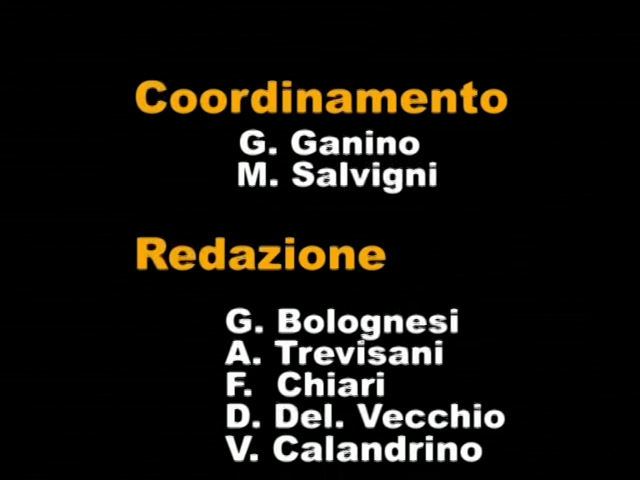 Coordinamento
G. Ganino
M. Salvigni
Redazione
G. Bolognesi
A. Trevisani
F. Chiari
D. Del. Vecchio
V. Calandrino